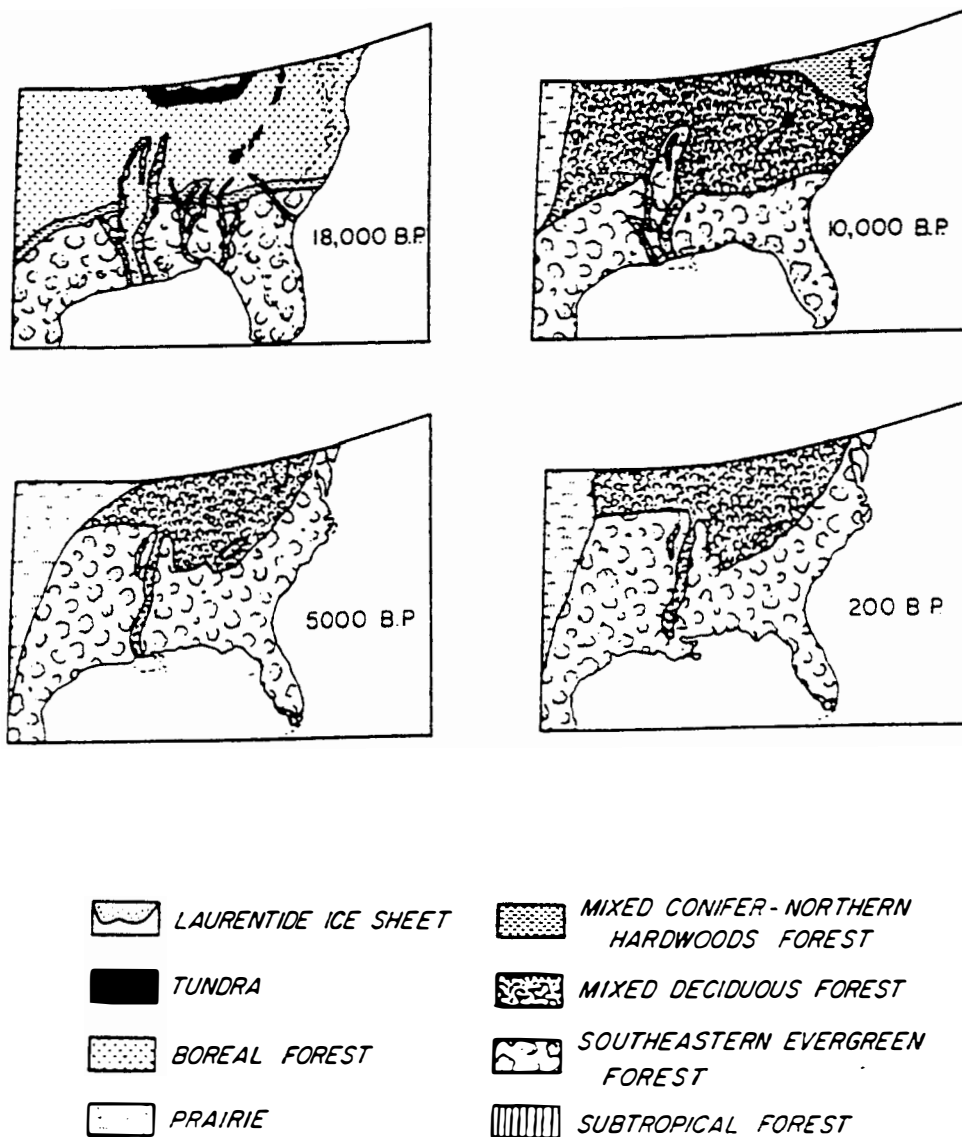 18,000 B.P.
10,000 B.P.
5000 B.P.
200 B.P.
LAURENTIDE ICE SHEET
TUNDRA
BOREAL FOREST
PRAIRIE
MIXED CONIFER-NORTHERN
HARDWOODS FOREST
MIXED DECIDUOUS FOREST
SOUTHEASTERN EVERGREEN
FOREST
SUBTROPICAL FOREST